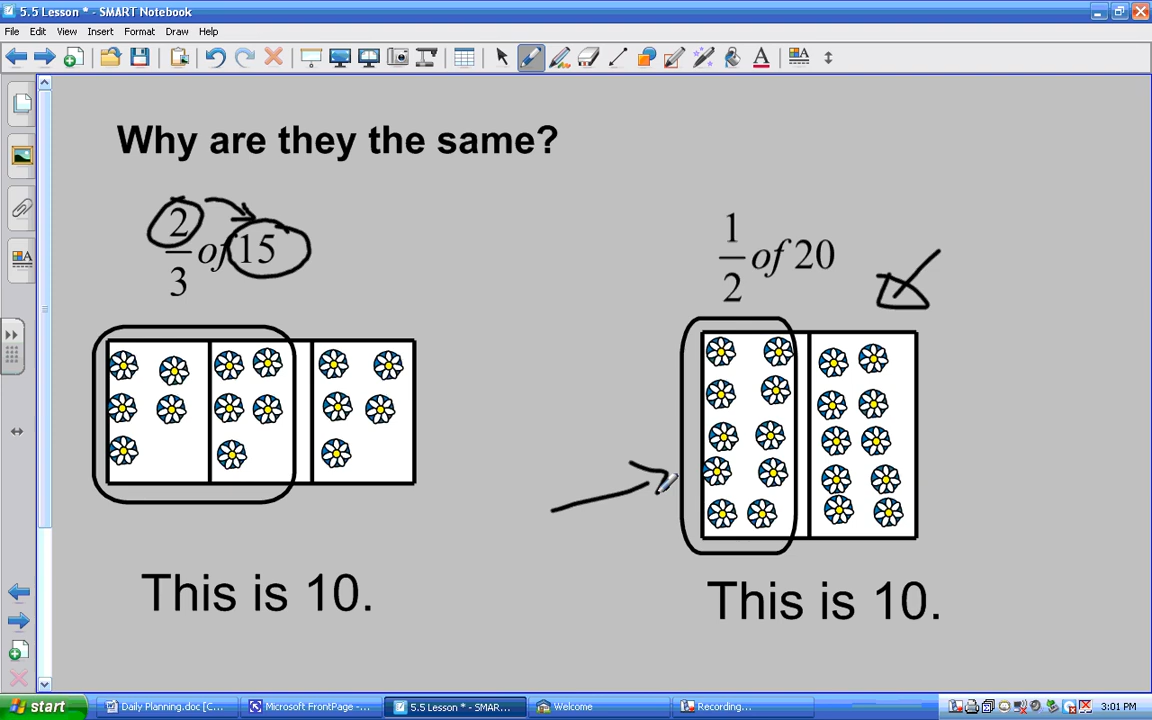 5.5 Lesson * - SMART Notebook
File Edit View Insert Format Draw Help
Why are they the same?
2/3 of 15
1/2 of 20
This is 10.
This is 10.
start
Daily Planning.doc [C...
Microsoft FrontPage -...
5.5 Lesson * - SMAR...
Welcome
Recording...
3:01 PM